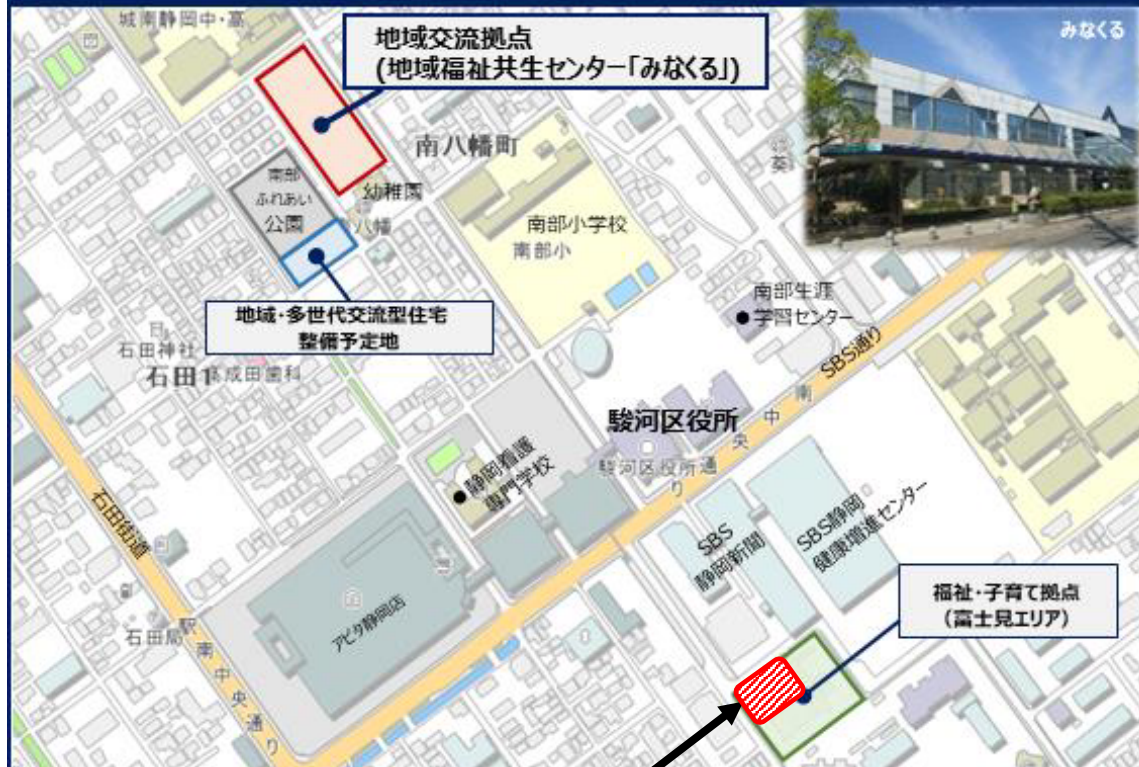 城南静岡中・高
地域交流拠点
(地域福祉共生センター「みなくる」)
みなくる
南八幡町
南部
ふれあい
公園
幼稚園
八幡
南部小学校
南部小
地域・多世代交流型住宅
整備予定地
南部生涯
学習センター
SBS通り
石田神社
石田1
高成田歯科
駿河区役所
駿河区役所
南中央通り
静岡看護
専門学校
石田街道
SBS
静岡新聞
SBS静岡
健康増進センター
アピタ静岡店
福祉・子育て拠点
(富士見エリア)
石田局
駅南中央通り